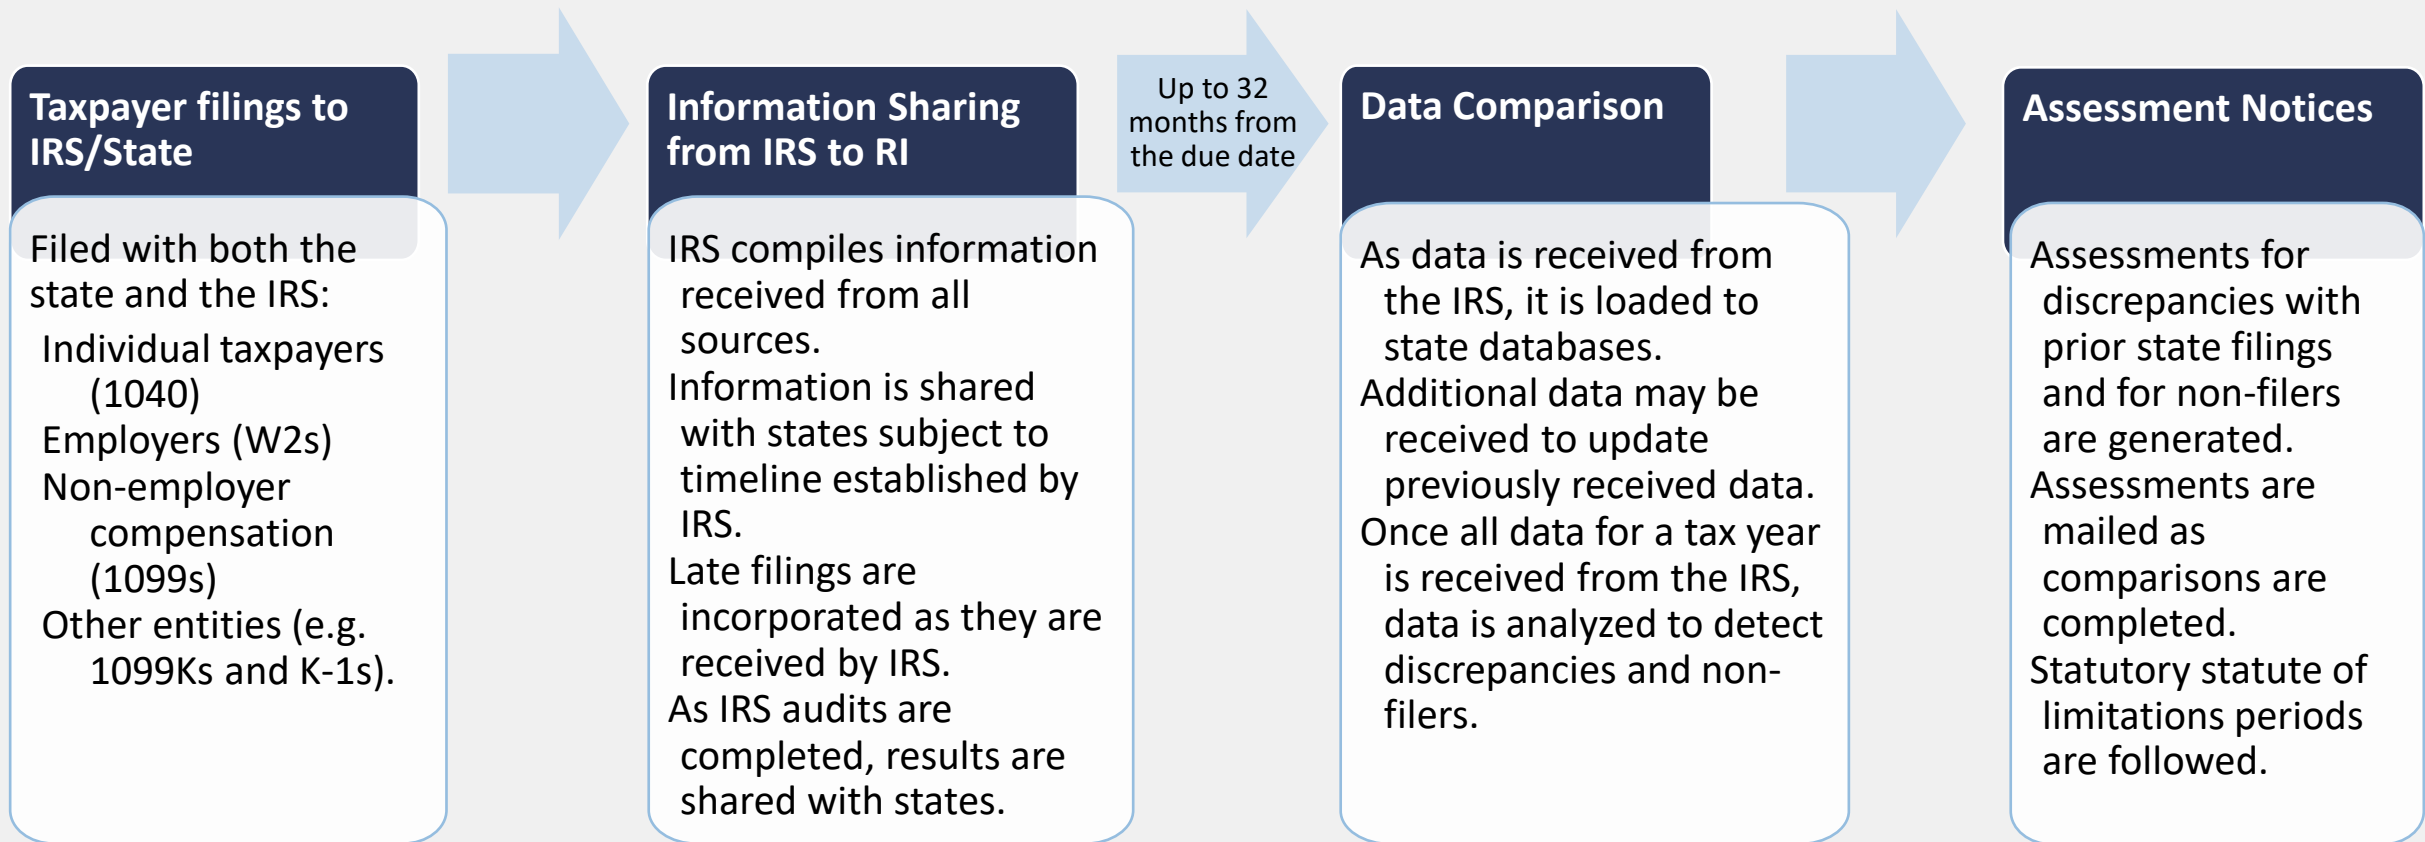 Taxpayer filings to
IRS/State
Filed with both the
state and the IRS:
Individual taxpayers
(1040)
Employers (W2s)
Non-employer
compensation
(1099s)
Other entities (e.g.
1099Ks and K-1s).
Information Sharing
from IRS to RI
IRS compiles information
received from all
sources.
Information is shared
with states subject to
timeline established by
IRS.
Late filings are
incorporated as they are
received by IRS.
As IRS audits are
completed, results are
shared with states.
Up to 32
months from
the due date
Data Comparison
As data is received from
the IRS, it is loaded to
state databases.
Additional data may be
received to update
previously received data.
Once all data for a tax year
is received from the IRS,
data is analyzed to detect
discrepancies and non-
filers.
Assessment Notices
Assessments for
discrepancies with
prior state filings
and for non-filers
are generated.
Assessments are
mailed as
comparisons are
completed.
Statutory statute of
limitations periods
are followed.